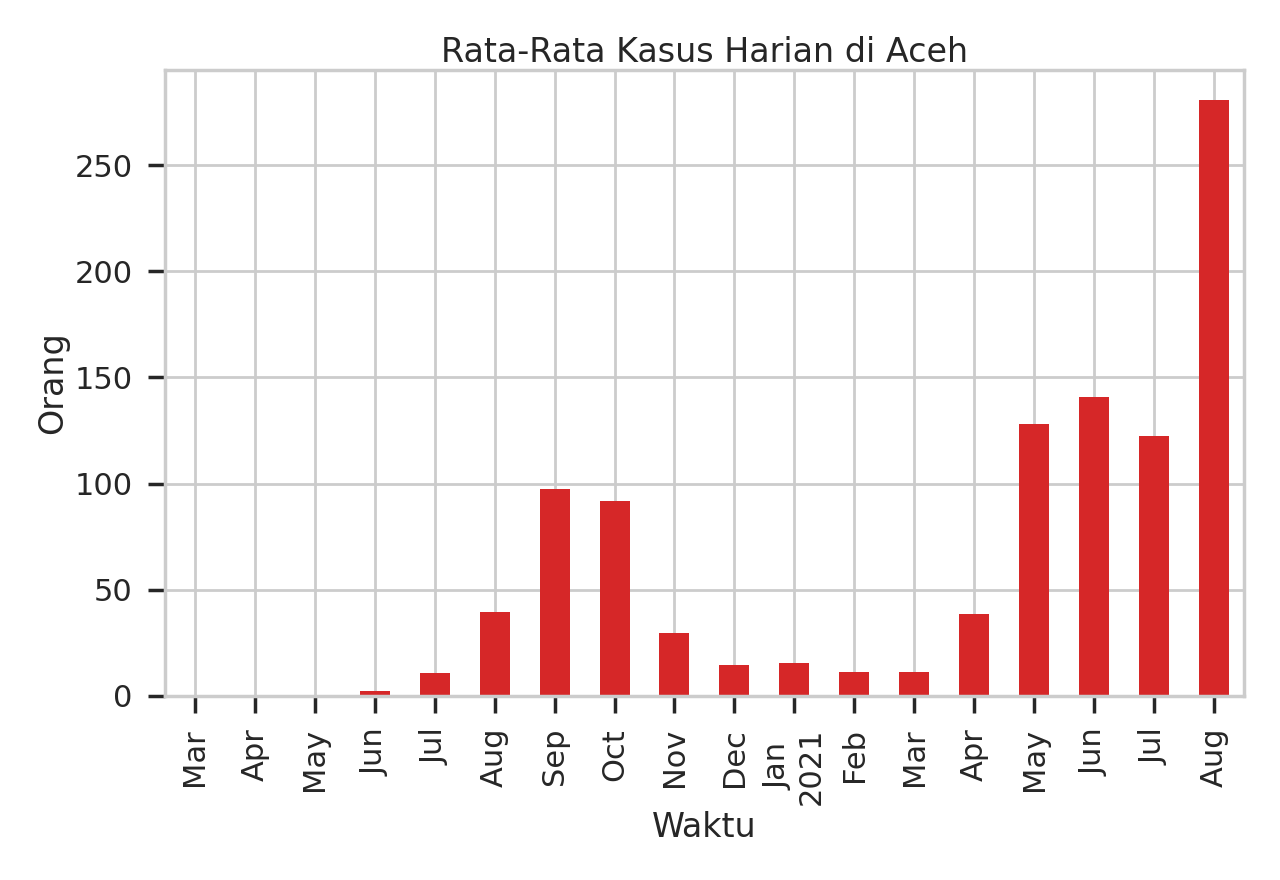 Rata-Rata Kasus Harian di Aceh
Orang
250
200
150
100
50
0
Mar
Apr
May
Jun
Jul
Aug
Sep
Oct
Nov
Dec
Jan
2021
Feb
Mar
Apr
May
Jun
Jul
Aug
Waktu